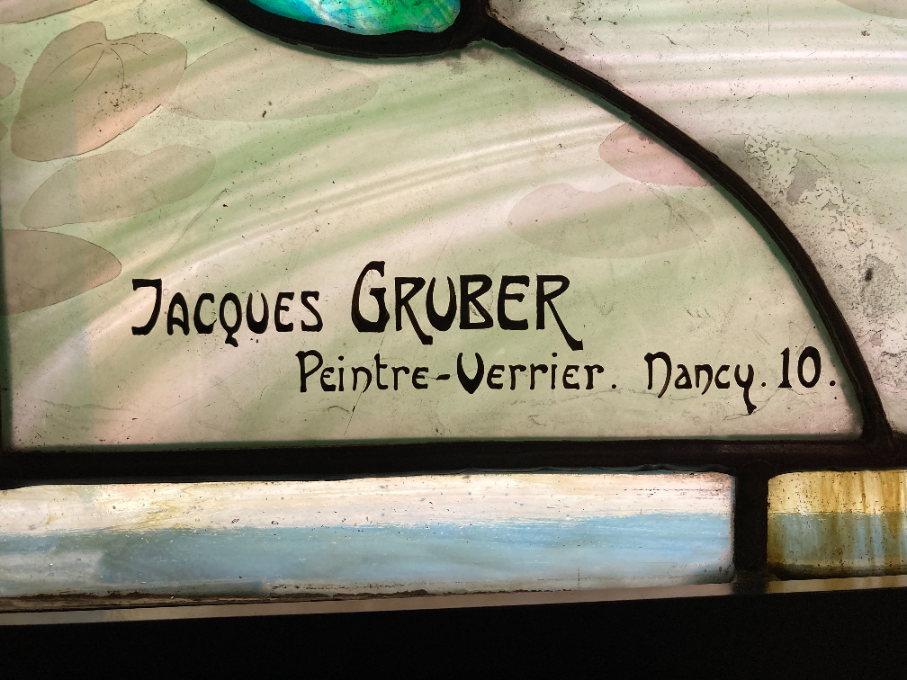 Jacques GRUBER
Peintre-Verrier. Nancy. 10.